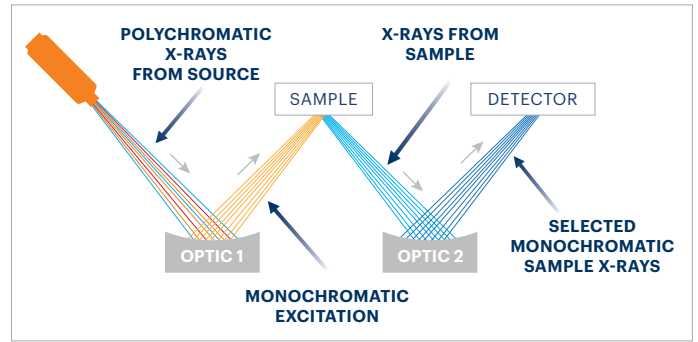 POLYCHROMATIC
X-RAYS
FROM SOURCE
X-RAYS FROM
SAMPLE
SAMPLE
DETECTOR
OPTIC 1
OPTIC 2
MONOCHROMATIC
EXCITATION
SELECTED
MONOCHROMATIC
SAMPLE X-RAYS